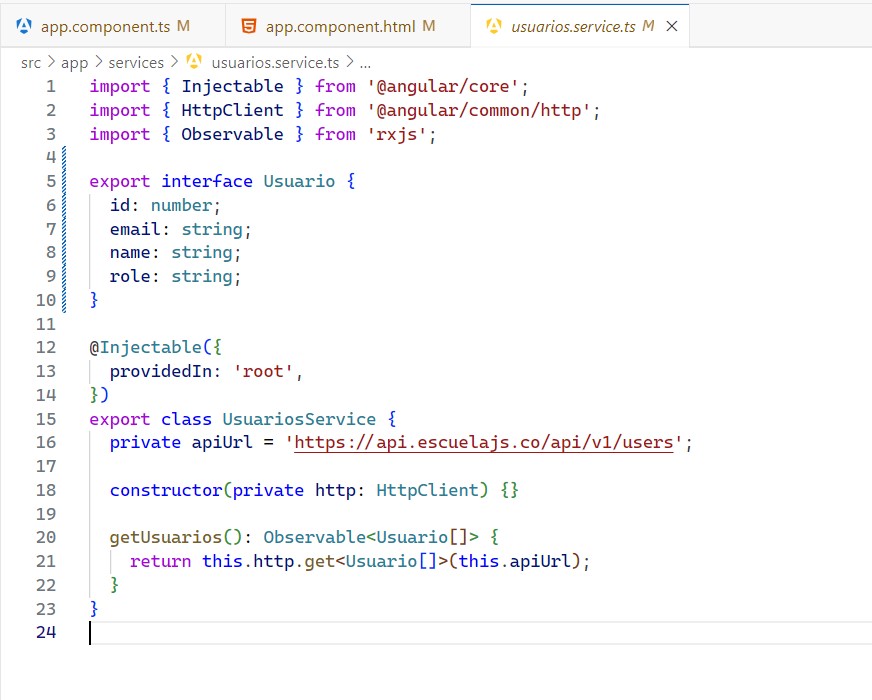 app.component.ts M app.component.html M usuarios.service.ts M
src > app > services > usuarios.service.ts > ...
1 import { Injectable } from '@angular/core';
2 import { HttpClient } from '@angular/common/http';
3 import { Observable } from 'rxjs';
4
5 export interface Usuario {
6   id: number;
7   email: string;
8   name: string;
9   role: string;
10 }
11
12 @Injectable({
13   providedIn: 'root',
14 })
15 export class UsuariosService {
16   private apiUrl = 'https://api.escuelajs.co/api/v1/users';
17
18   constructor(private http: HttpClient) {}
19
20   getUsuarios(): Observable<Usuario[]> {
21     return this.http.get<Usuario[]>(this.apiUrl);
22   }
23 }
24